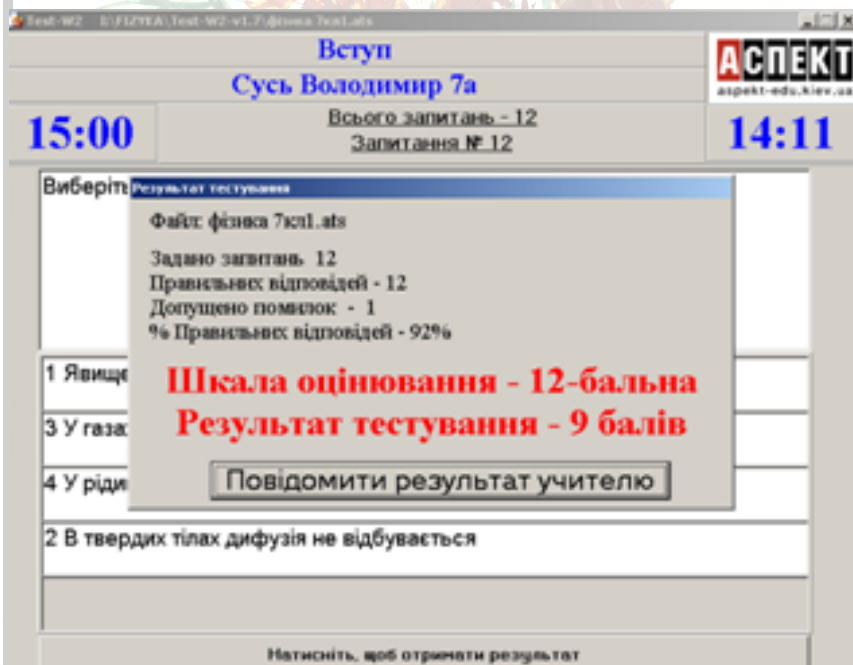 Test-W2 D:\FIZYKA\Test-W2-v1.7\фізика 7кл1.ats
Вступ
Сусь Володимир 7а
АСПЕКТ
aspekt-edu.kiev.ua
15:00
Всього запитань - 12
Запитання № 12
14:11
Виберіть
Результат тестування
Файл: фізика 7кл1.ats
Задано запитань 12
Правильних відповідей - 12
Допущено помилок - 1
% Правильних відповідей - 92%
Шкала оцінювання - 12-бальна
Результат тестування - 9 балів
Повідомити результат учителю
1 Явище
3 У газа
4 У ріди
2 В твердих тілах дифузія не відбувається
Натисніть, щоб отримати результат